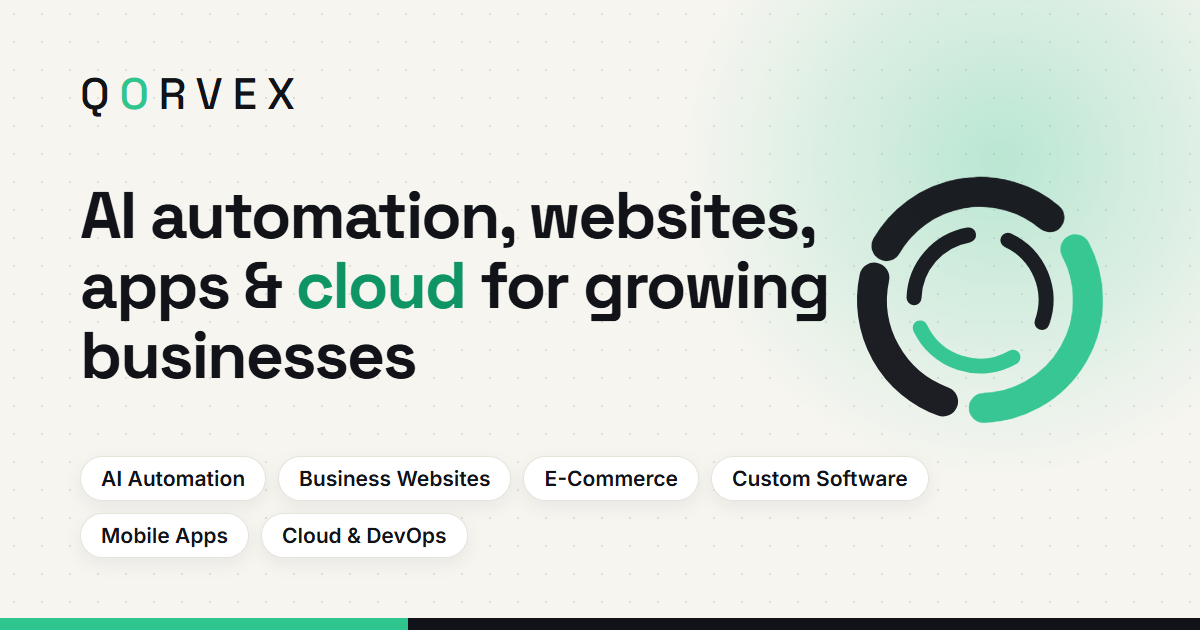 QORVEX
AI automation, websites,
apps & cloud for growing
businesses
AI Automation
Business Websites
E-Commerce
Custom Software
Mobile Apps
Cloud & DevOps